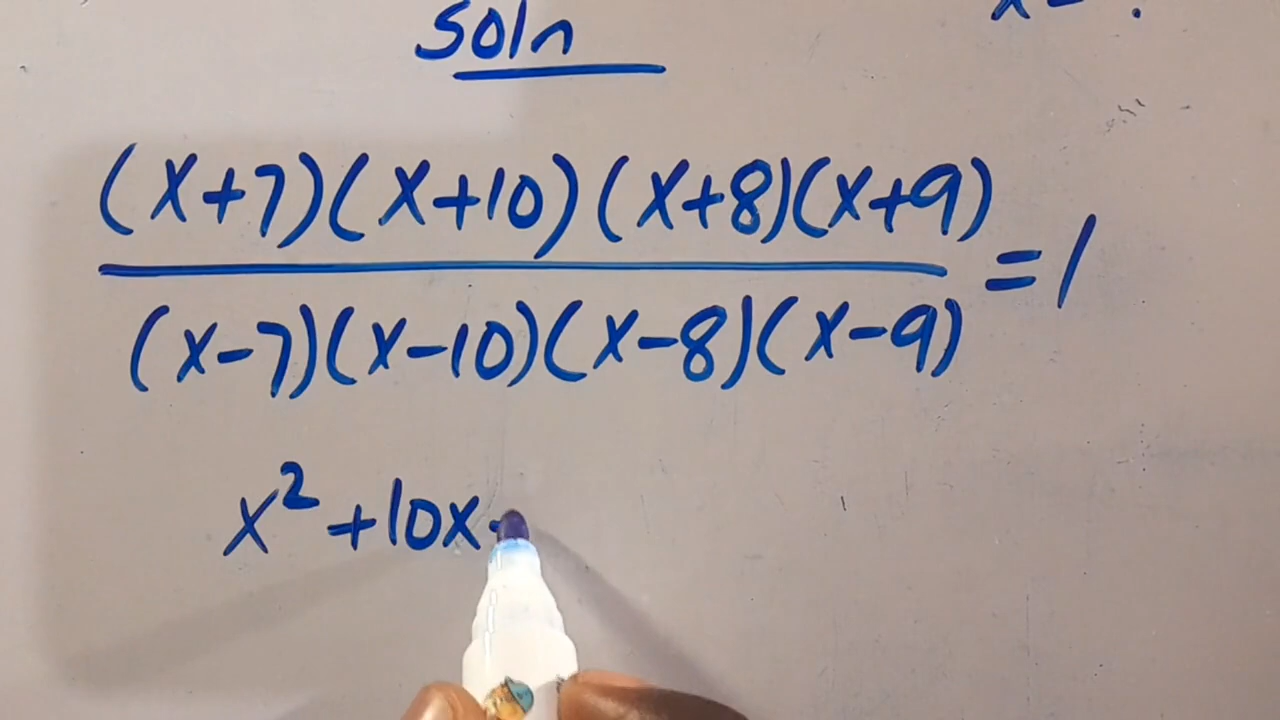 Soln
(x+7)(x+10)(x+8)(x+9)
= 1
(x-7)(x-10)(x-8)(x-9)
x² + 10x